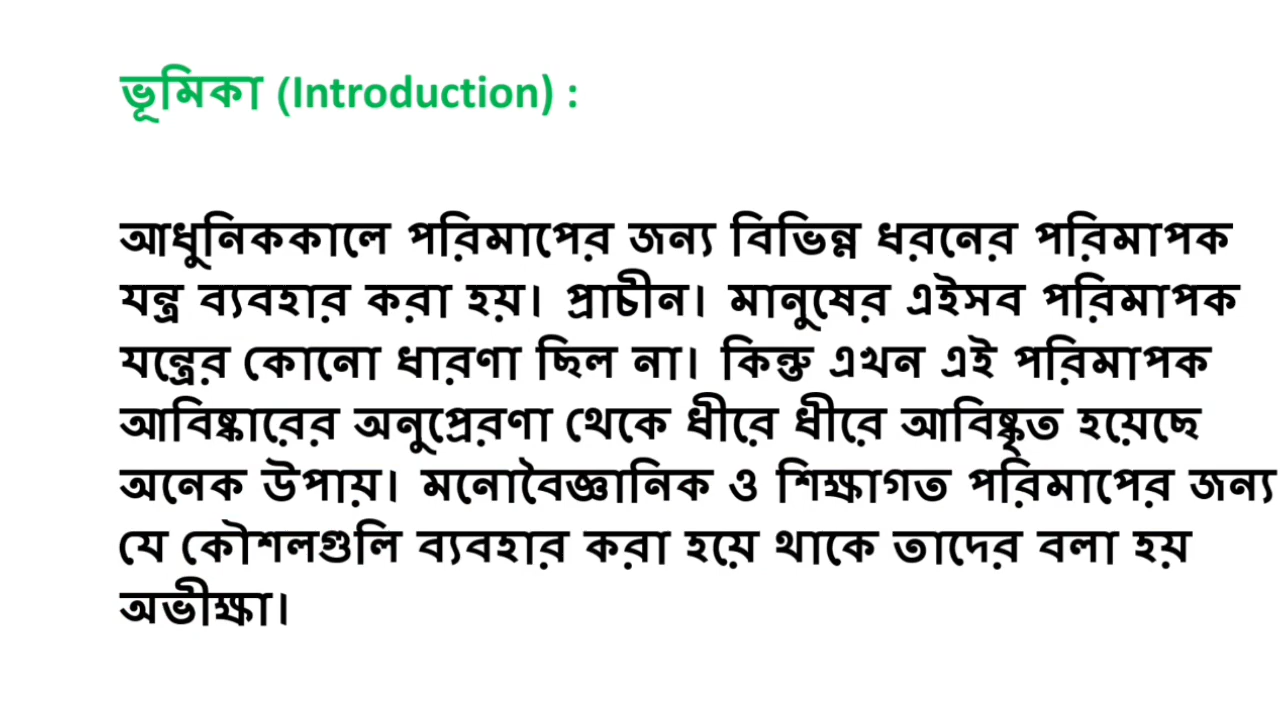 ভূমিকা (Introduction) :
আধুনিককালে পরিমাপের জন্য বিভিন্ন ধরনের পরিমাপক
যন্ত্র ব্যবহার করা হয়। প্রাচীন। মানুষের এইসব পরিমাপক
যন্ত্রের কোনো ধারণা ছিল না। কিন্তু এখন এই পরিমাপক
আবিষ্কারের অনুপ্রেরণা থেকে ধীরে ধীরে আবিষ্কৃত হয়েছে
অনেক উপায়। মনোবৈজ্ঞানিক ও শিক্ষাগত পরিমাপের জন্য
যে কৌশলগুলি ব্যবহার করা হয়ে থাকে তাদের বলা হয়
অভীক্ষা।